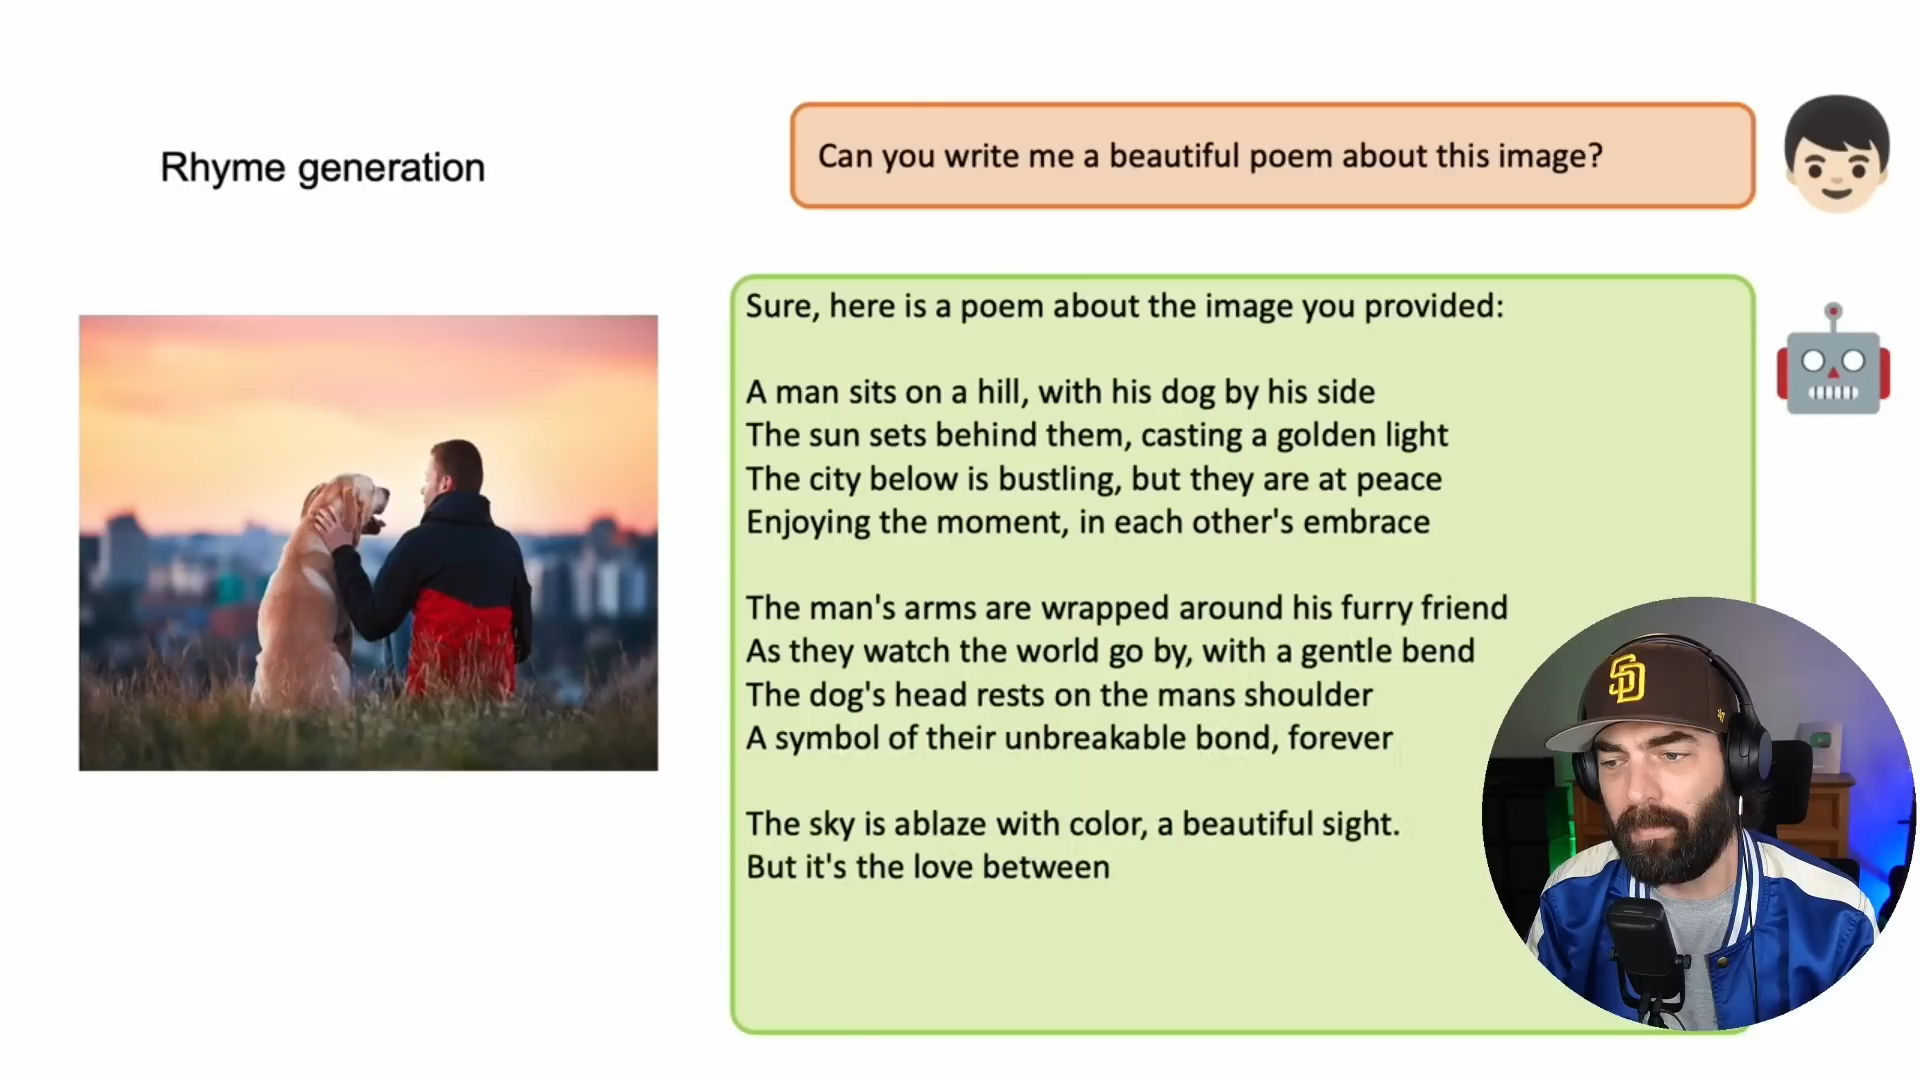 Rhyme generation
Can you write me a beautiful poem about this image?
Sure, here is a poem about the image you provided:
A man sits on a hill, with his dog by his side
The sun sets behind them, casting a golden light
The city below is bustling, but they are at peace
Enjoying the moment, in each other's embrace
The man's arms are wrapped around his furry friend
As they watch the world go by, with a gentle bend
The dog's head rests on the mans shoulder
A symbol of their unbreakable bond, forever
The sky is ablaze with color, a beautiful sight.
But it's the love between
SD
'47